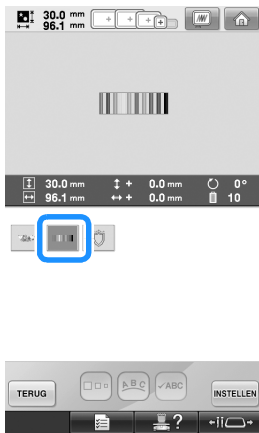 30.0 mm
96.1 mm
30.0 mm + 0.0 mm 0°
96.1 mm + 0.0 mm 10
TERUG
ABC
✓ABC
INSTELLEN
?